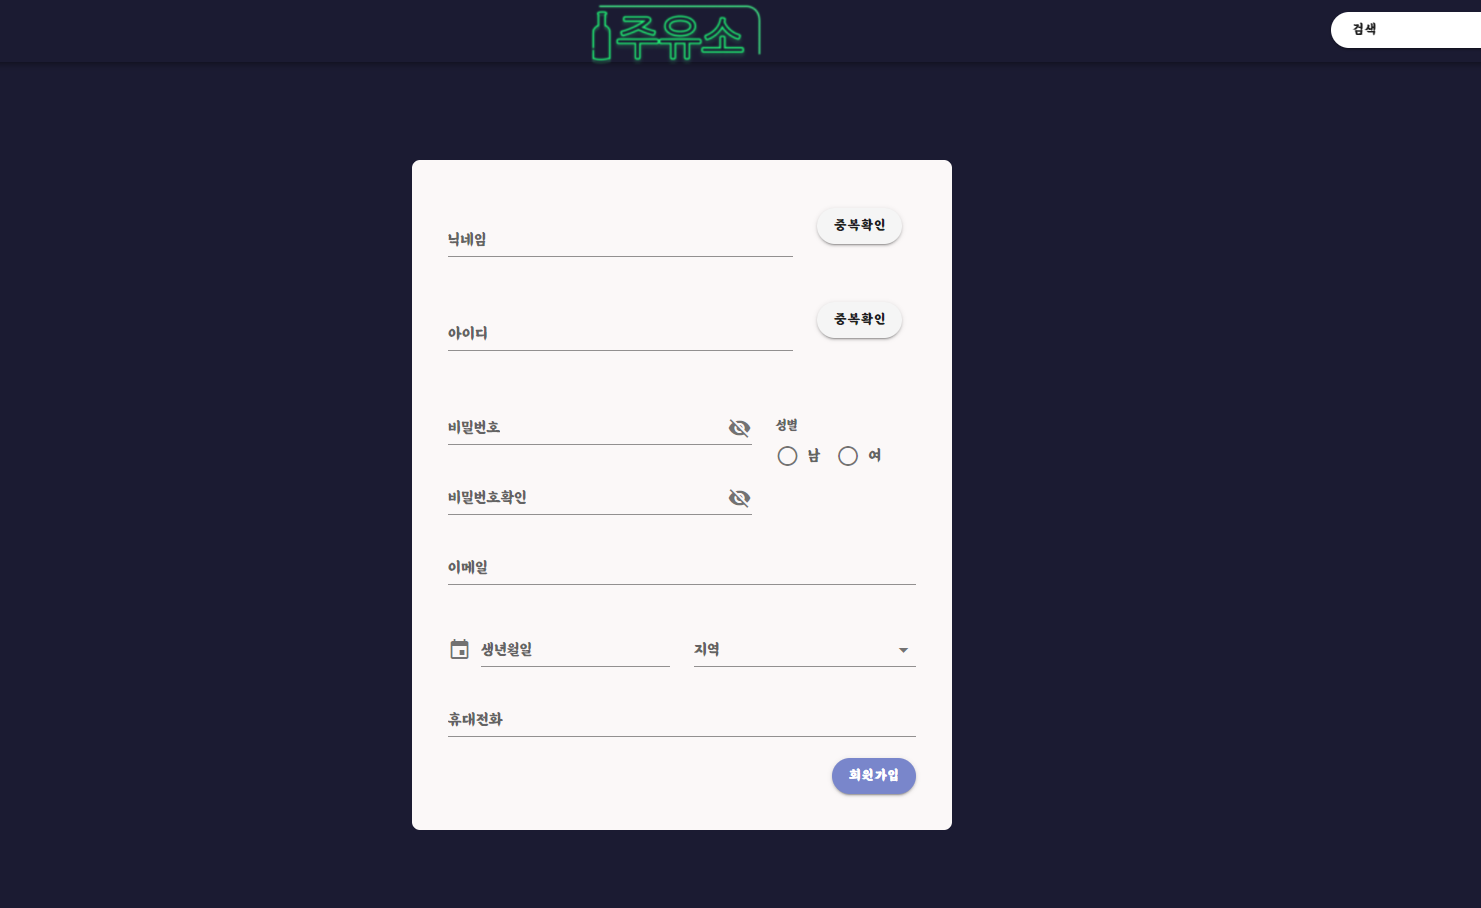 주유소
검색
닉네임
중복확인
아이디
중복확인
비밀번호
성별
남 여
비밀번호확인
이메일
생년월일
지역
휴대전화
회원가입